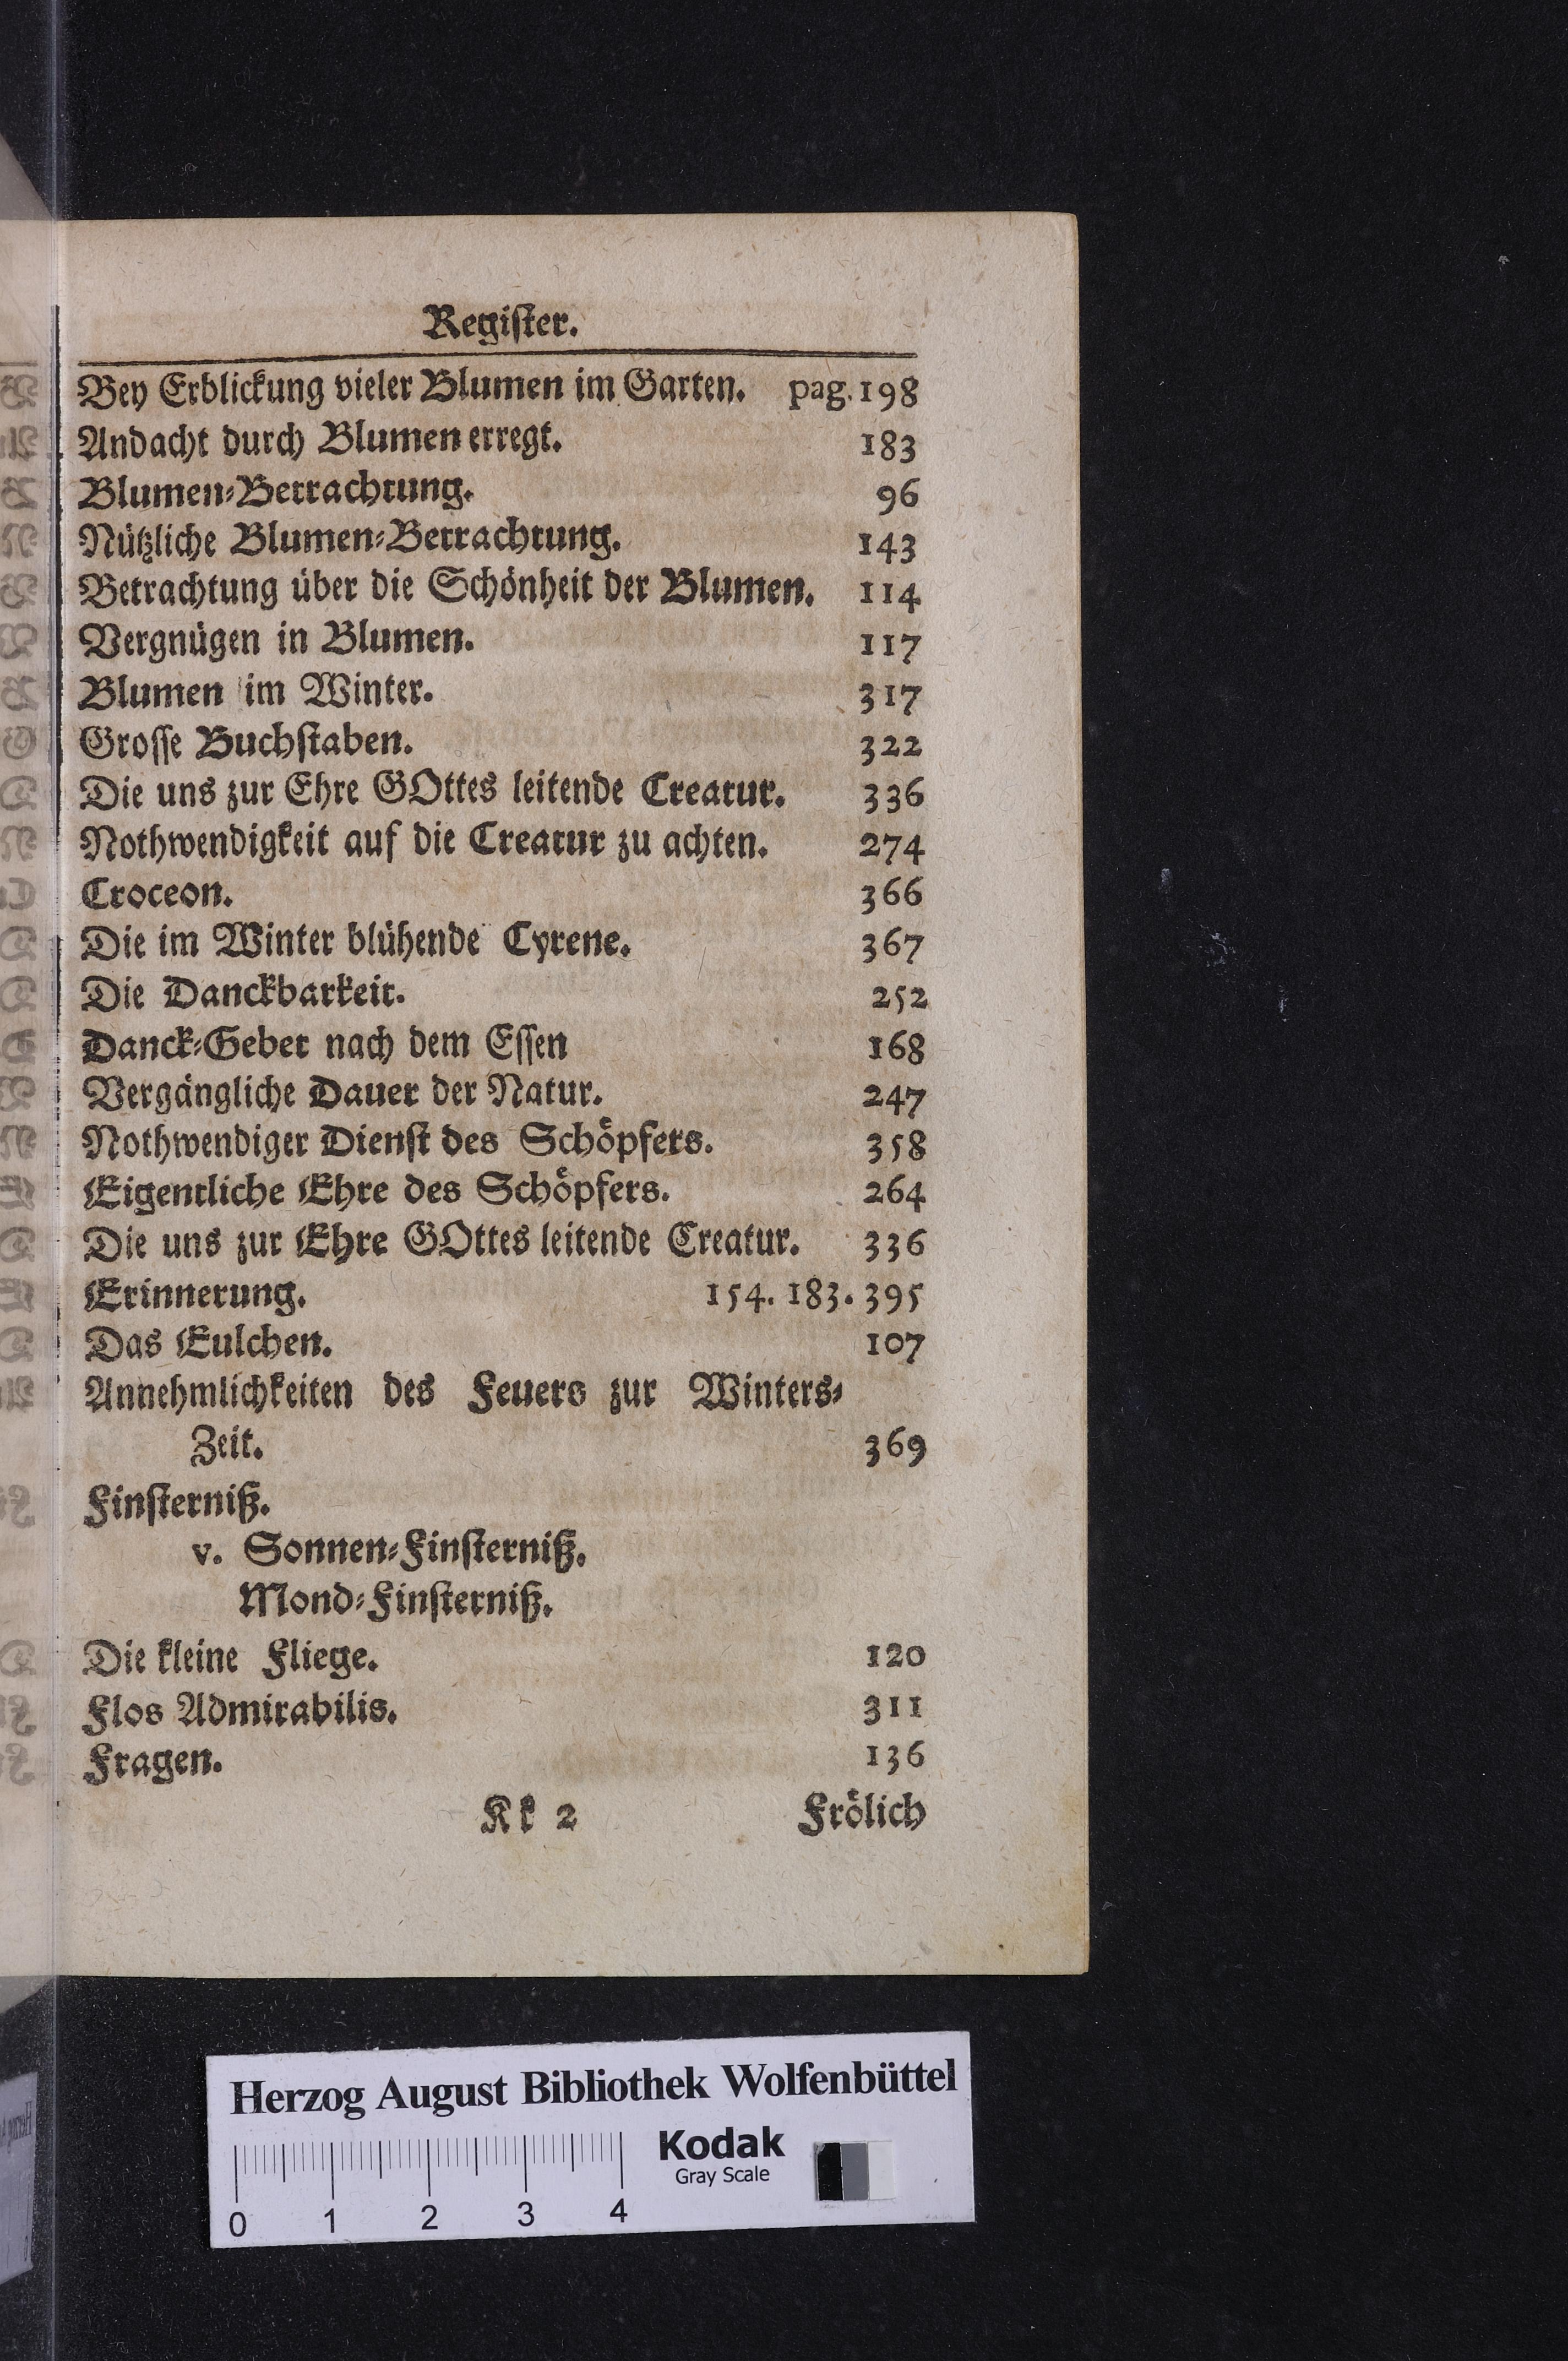 Register.
Bey Erblickung vieler Blumen im Garten. pag. 198
Andacht durch Blumen erregt. 183
Blumen-Betrachtung. 96
Nützliche Blumen-Betrachtung. 143
Betrachtung über die Schönheit der Blumen. 114
Vergnügen in Blumen. 117
Blumen im Winter. 317
Grosse Buchstaben. 322
Die uns zur Ehre GOttes leitende Creatur. 336
Nothwendigkeit auf die Creatur zu achten. 274
Croceon. 366
Die im Winter blühende Cyrene. 367
Die Danckbarkeit. 252
Danck-Gebet nach dem Essen 168
Vergängliche Dauer der Natur. 247
Nothwendiger Dienst des Schöpfers. 358
Eigentliche Ehre des Schöpfers. 264
Die uns zur Ehre GOttes leitende Creatur. 336
Erinnerung. 154. 183. 395
Das Eulchen. 107
Annehmlichkeiten des Feuers zur Winters-
Zeit. 369
Finsterniß.
v. Sonnen-Finsterniß.
Mond-Finsterniß.
Die kleine Fliege. 120
Flos Admirabilis. 311
Fragen. 136
Kk 2 Frölich
Herzog August Bibliothek Wolfenbüttel
Kodak
Gray Scale
0 1 2 3 4